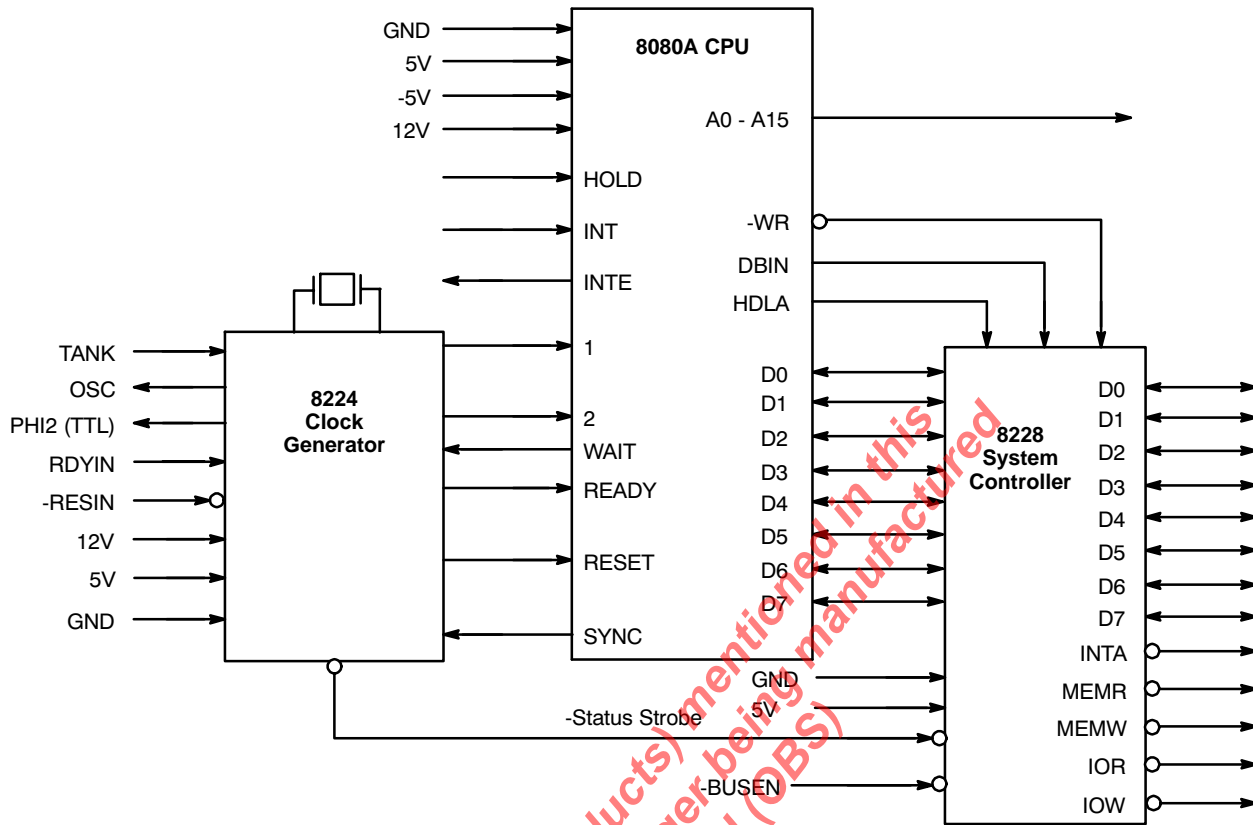 GND
5V
-5V
12V
8080A CPU
A0 - A15
HOLD
INT
INTE
-WR
DBIN
HDLA
1
2
WAIT
READY
RESET
SYNC
D0
D1
D2
D3
D4
D5
D6
D7
TANK
OSC
PHI2 (TTL)
RDYIN
-RESIN
12V
5V
GND
8224
Clock
Generator
8228
System
Controller
D0
D1
D2
D3
D4
D5
D6
D7
INTA
MEMR
MEMW
IOR
IOW
GND
5V
-Status Strobe
-BUSEN
mentioned in this
being manufactured
(OBS)